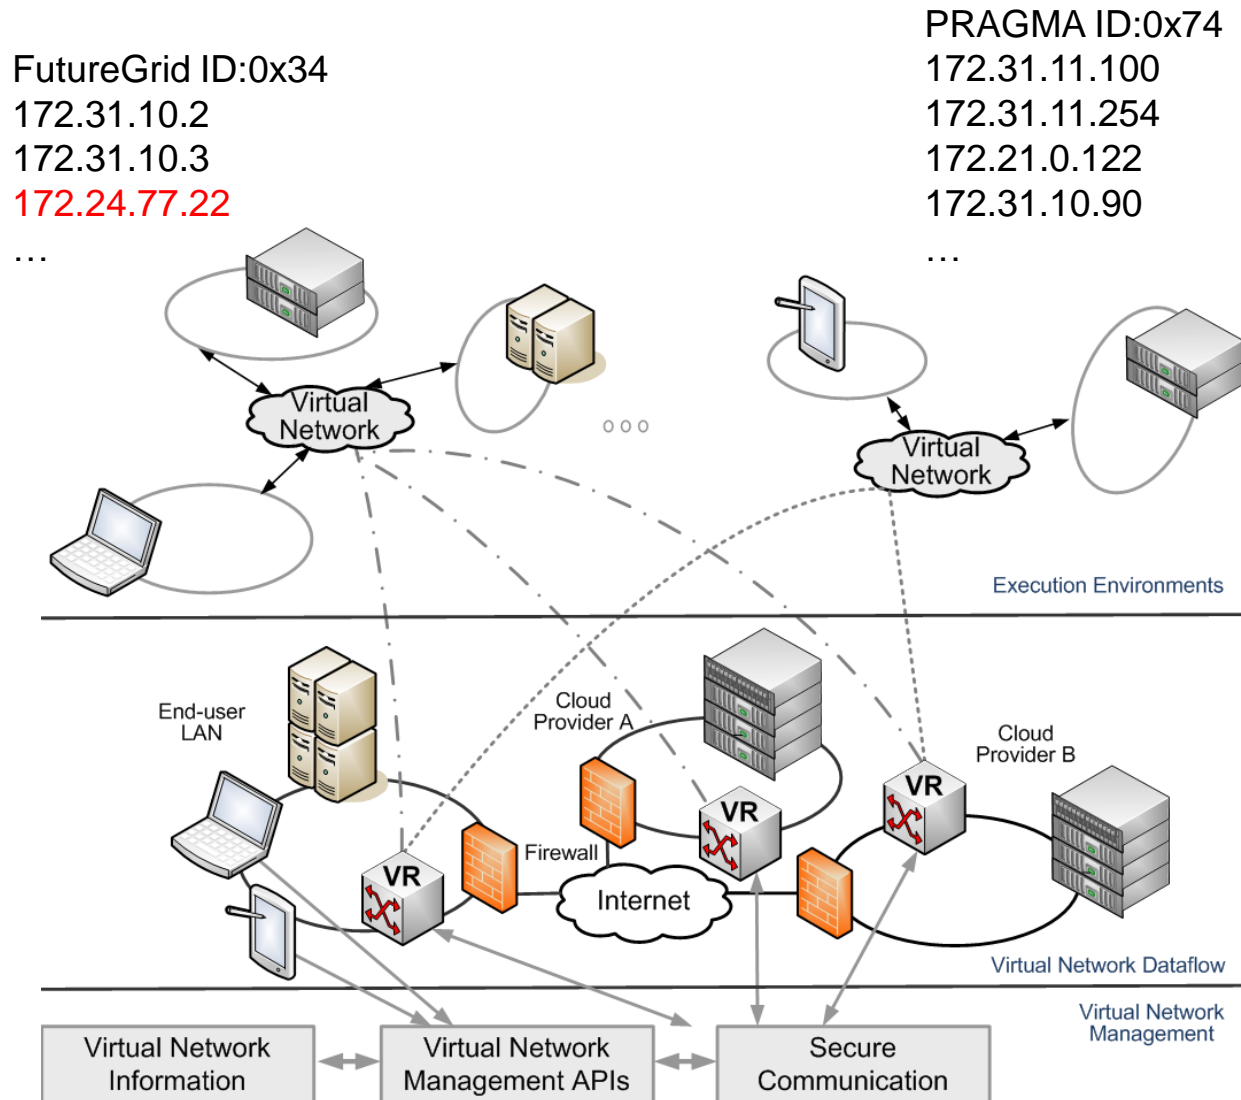 PRAGMA ID:0x74
172.31.11.100
172.31.11.254
172.21.0.122
172.31.10.90
…
FutureGrid ID:0x34
172.31.10.2
172.31.10.3
172.24.77.22
…
Virtual
Network
Virtual
Network
Execution Environments
End-user
LAN
Cloud
Provider A
Cloud
Provider B
VR
VR
VR
Firewall
Internet
Virtual Network Dataflow
Virtual Network
Management
Virtual Network
Information
Virtual Network
Management APIs
Secure
Communication